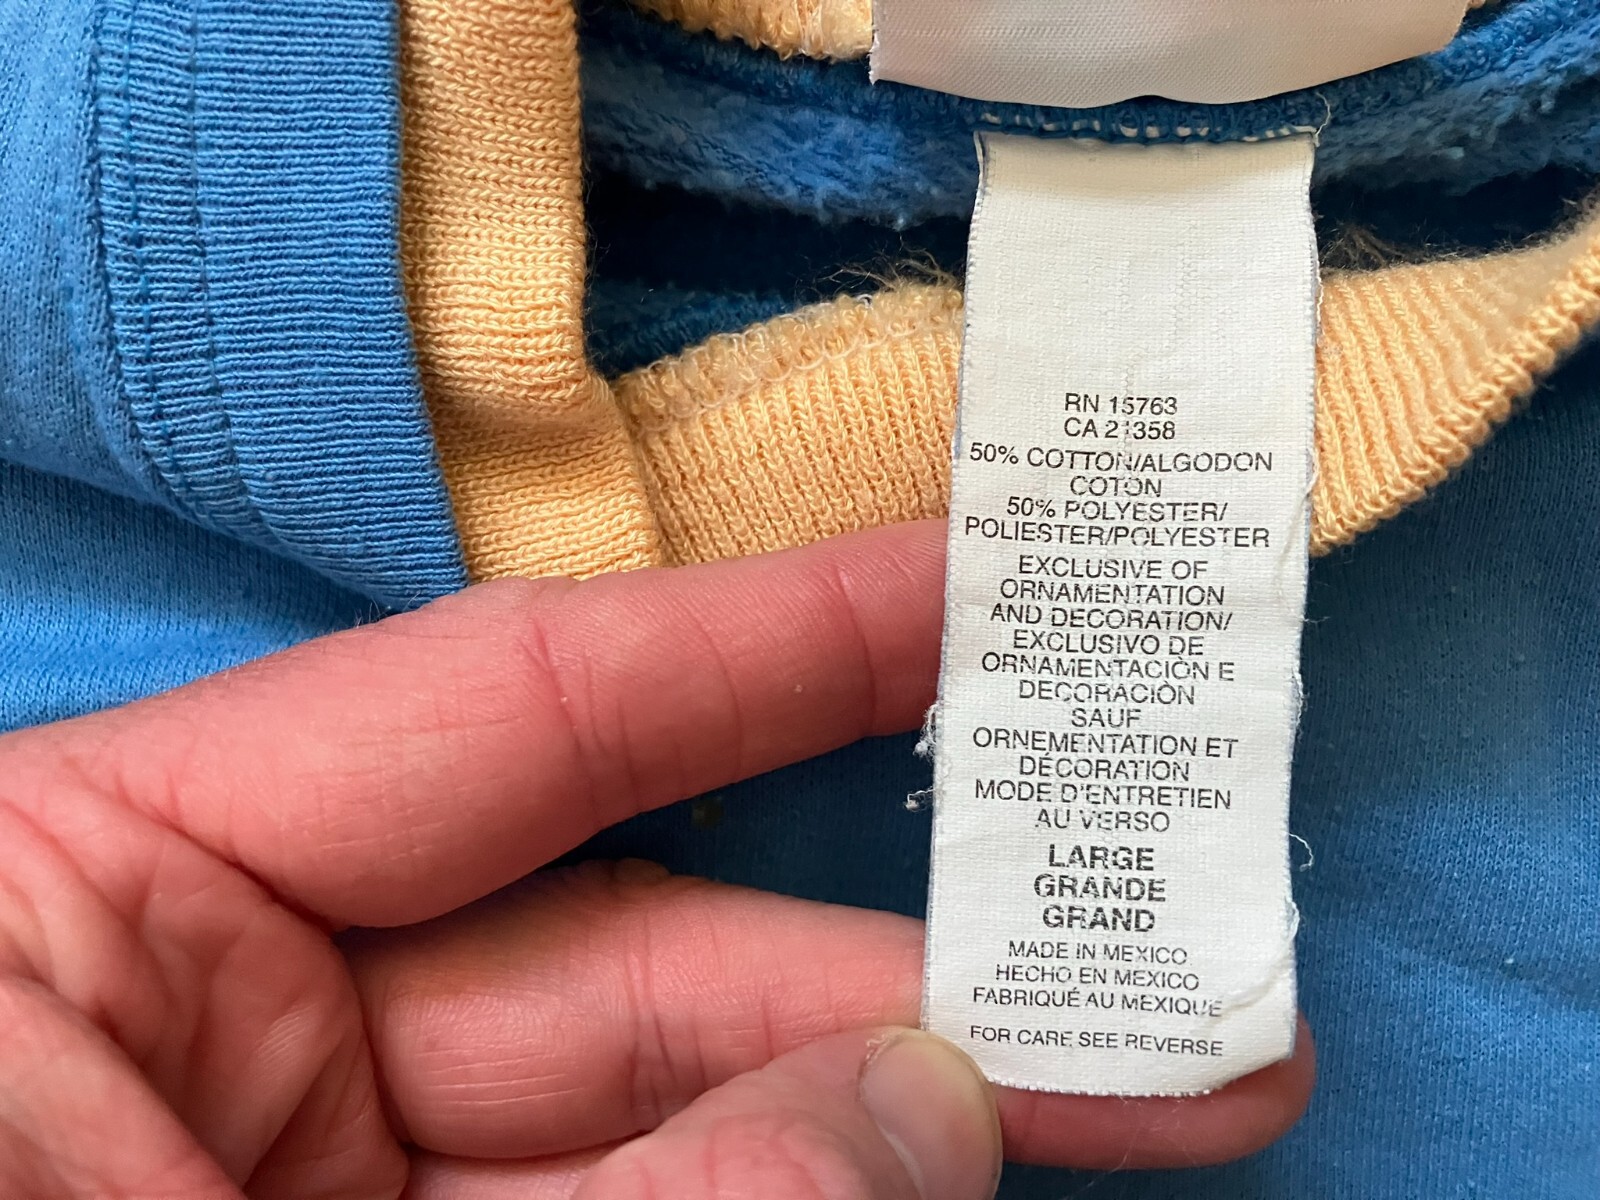 RN 15763
CA 21358
50% COTTON/ALGODON
COTON
50% POLYESTER/
POLIESTER/POLYESTER
EXCLUSIVE OF
ORNAMENTATION
AND DECORATION/
EXCLUSIVO DE
ORNAMENTACIÒN E
DECORACIÒN
SAUF
ORNEMENTATION ET
DÉCORATION
MODE D'ENTRETIEN
AU VERSO
LARGE
GRANDE
GRAND
MADE IN MEXICO
HECHO EN MEXICO
FABRIQUÉ AU MEXIQUE
FOR CARE SEE REVERSE